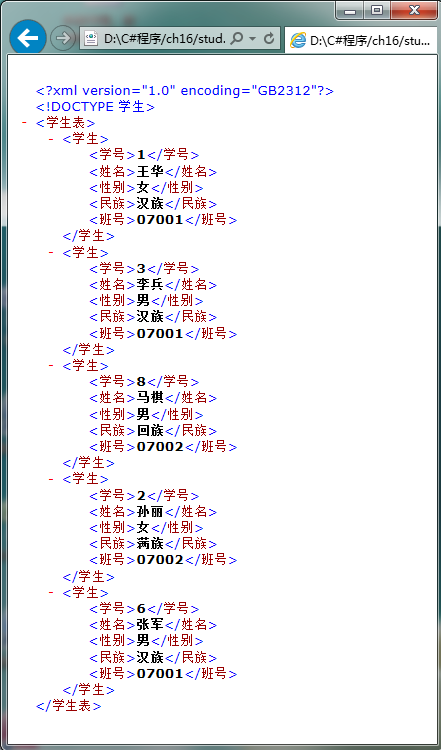 D:\C#程序/ch16/stud.
D:\C#程序/ch16/stu...
<?xml version="1.0" encoding="GB2312"?>
<!DOCTYPE 学生>
- <学生表>
- <学生>
<学号>1</学号>
<姓名>王华</姓名>
<性别>女</性别>
<民族>汉族</民族>
<班号>07001</班号>
</学生>
- <学生>
<学号>3</学号>
<姓名>李兵</姓名>
<性别>男</性别>
<民族>汉族</民族>
<班号>07001</班号>
</学生>
- <学生>
<学号>8</学号>
<姓名>马棋</姓名>
<性别>男</性别>
<民族>回族</民族>
<班号>07002</班号>
</学生>
- <学生>
<学号>2</学号>
<姓名>孙丽</姓名>
<性别>女</性别>
<民族>满族</民族>
<班号>07002</班号>
</学生>
- <学生>
<学号>6</学号>
<姓名>张军</姓名>
<性别>男</性别>
<民族>汉族</民族>
<班号>07001</班号>
</学生>
</学生表>